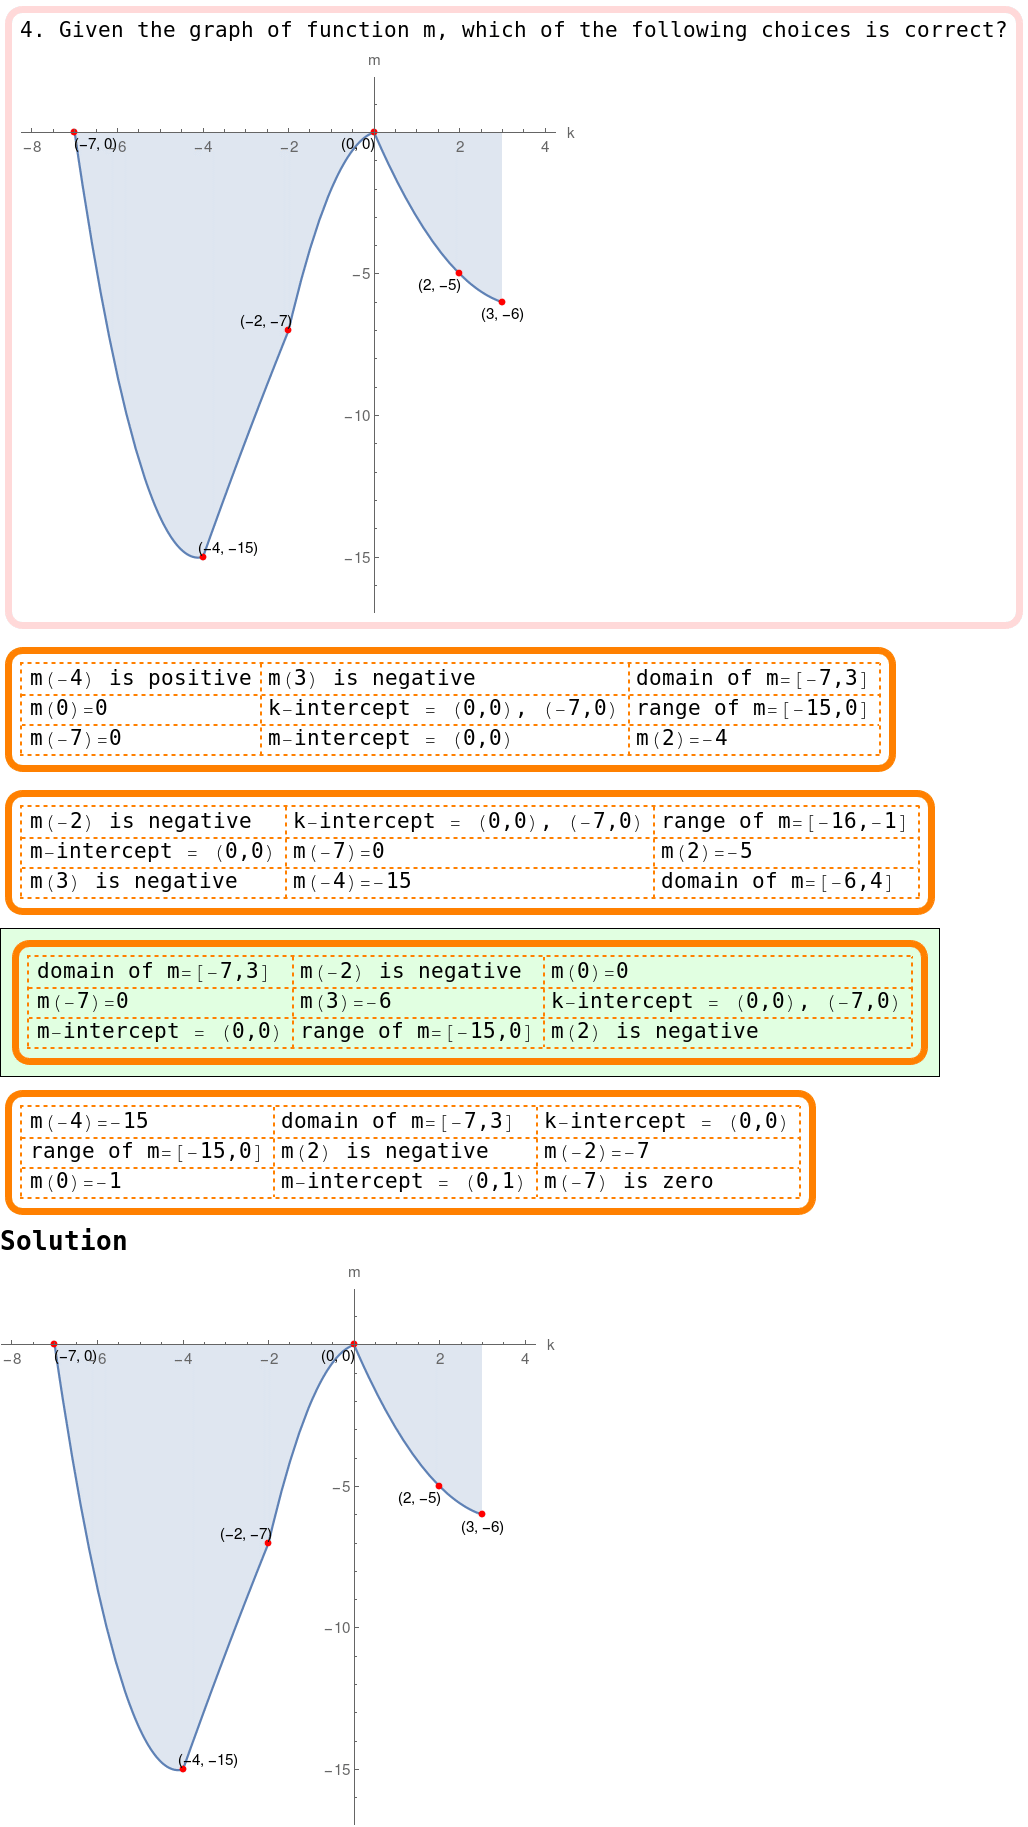 4. Given the graph of function m, which of the following choices is correct?
m
k
−8 (−7, 0) −6 −4 −2 (0, 0) 2 4
−5
(2, −5)
(3, −6)
(−2, −7)
−10
(−4, −15)
−15
m(-4) is positive m(3) is negative domain of m=[-7,3]
m(0)=0 k-intercept = (0,0), (-7,0) range of m=[-15,0]
m(-7)=0 m-intercept = (0,0) m(2)=-4
m(-2) is negative k-intercept = (0,0), (-7,0) range of m=[-16,-1]
m-intercept = (0,0) m(-7)=0 m(2)=-5
m(3) is negative m(-4)=-15 domain of m=[-6,4]
domain of m=[-7,3] m(-2) is negative m(0)=0
m(-7)=0 m(3)=-6 k-intercept = (0,0), (-7,0)
m-intercept = (0,0) range of m=[-15,0] m(2) is negative
m(-4)=-15 domain of m=[-7,3] k-intercept = (0,0)
range of m=[-15,0] m(2) is negative m(-2)=-7
m(0)=-1 m-intercept = (0,1) m(-7) is zero
Solution
m
k
−8 (−7, 0) −6 −4 −2 (0, 0) 2 4
−5
(2, −5)
(3, −6)
(−2, −7)
−10
(−4, −15)
−15